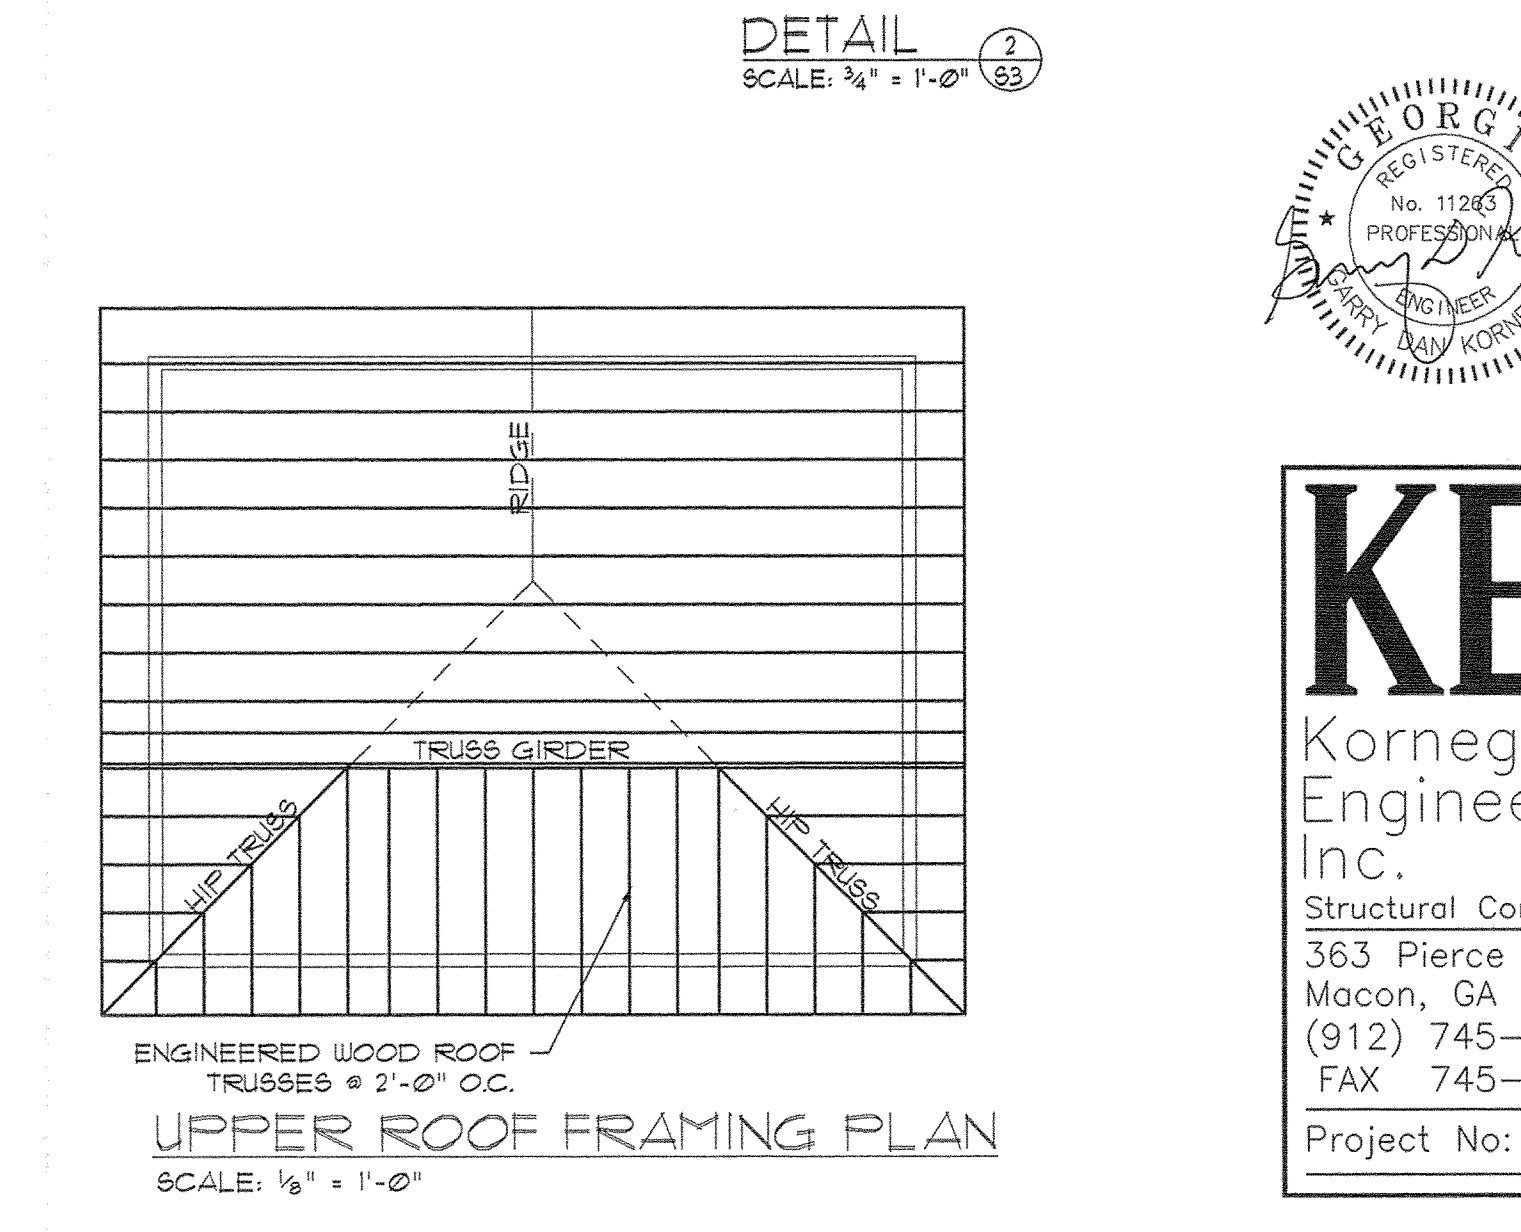 DETAIL
2
SCALE: 3/4" = 1'-0"
S3
REGISTERED
No. 11263
PROFESSIONAL
ENGINEER
GARRY DAN
RIDGE
TRUSS GIRDER
HIP TRUSS
HIP TRUSS
ENGINEERED WOOD ROOF
TRUSSES @ 2'-0" O.C.
UPPER ROOF FRAMING PLAN
SCALE: 1/8" = 1'-0"
KE
Korneg
Enginee
Inc.
Structural Co
363 Pierce
Macon, GA
(912) 745-
FAX 745-
Project No: